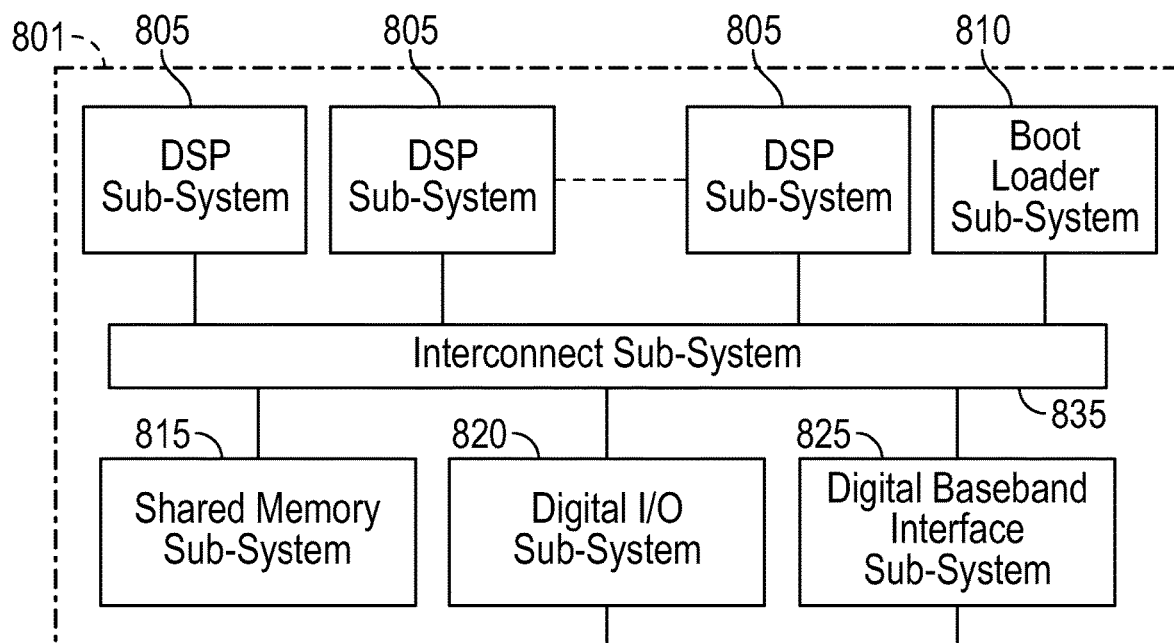 801
805
805
805
810
DSP
Sub-System
DSP
Sub-System
DSP
Sub-System
Boot
Loader
Sub-System
Interconnect Sub-System
835
815
820
825
Shared Memory
Sub-System
Digital I/O
Sub-System
Digital Baseband
Interface
Sub-System